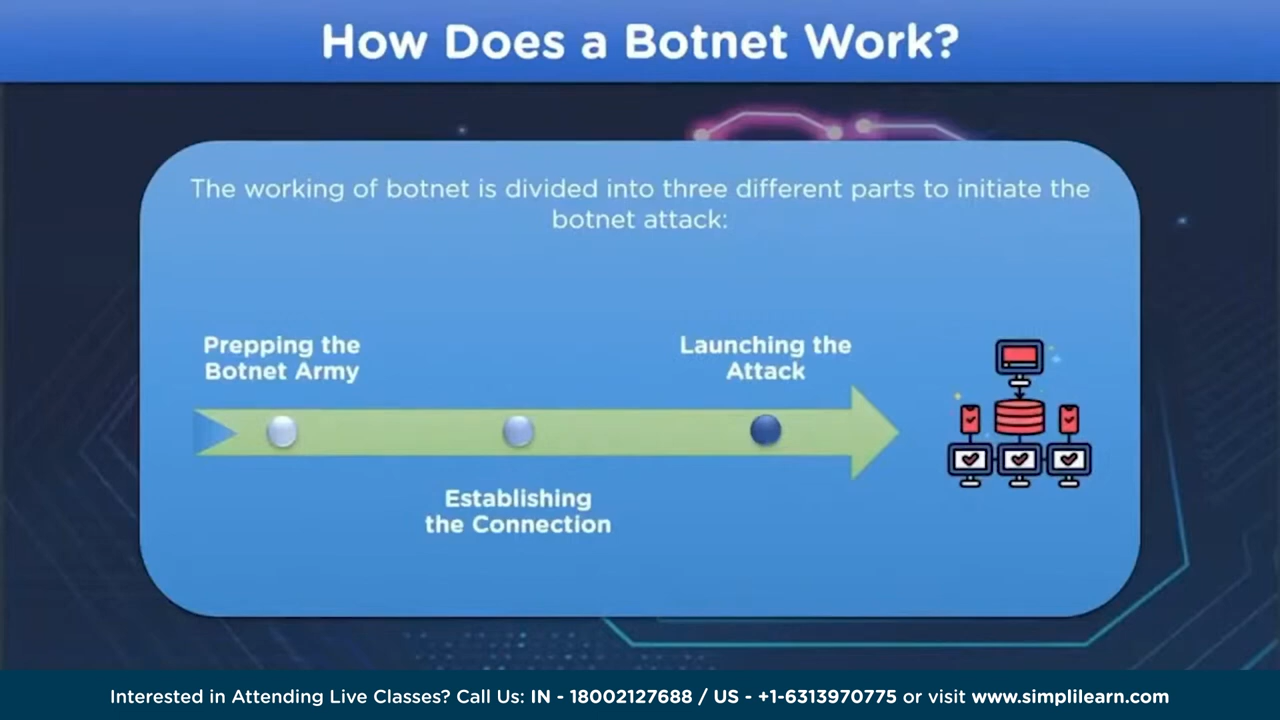 How Does a Botnet Work?
The working of botnet is divided into three different parts to initiate the
botnet attack:
Prepping the
Botnet Army
Launching the
Attack
Establishing
the Connection
Interested in Attending Live Classes? Call Us: IN - 18002127688 / US - +1-6313970775 or visit www.simplilearn.com